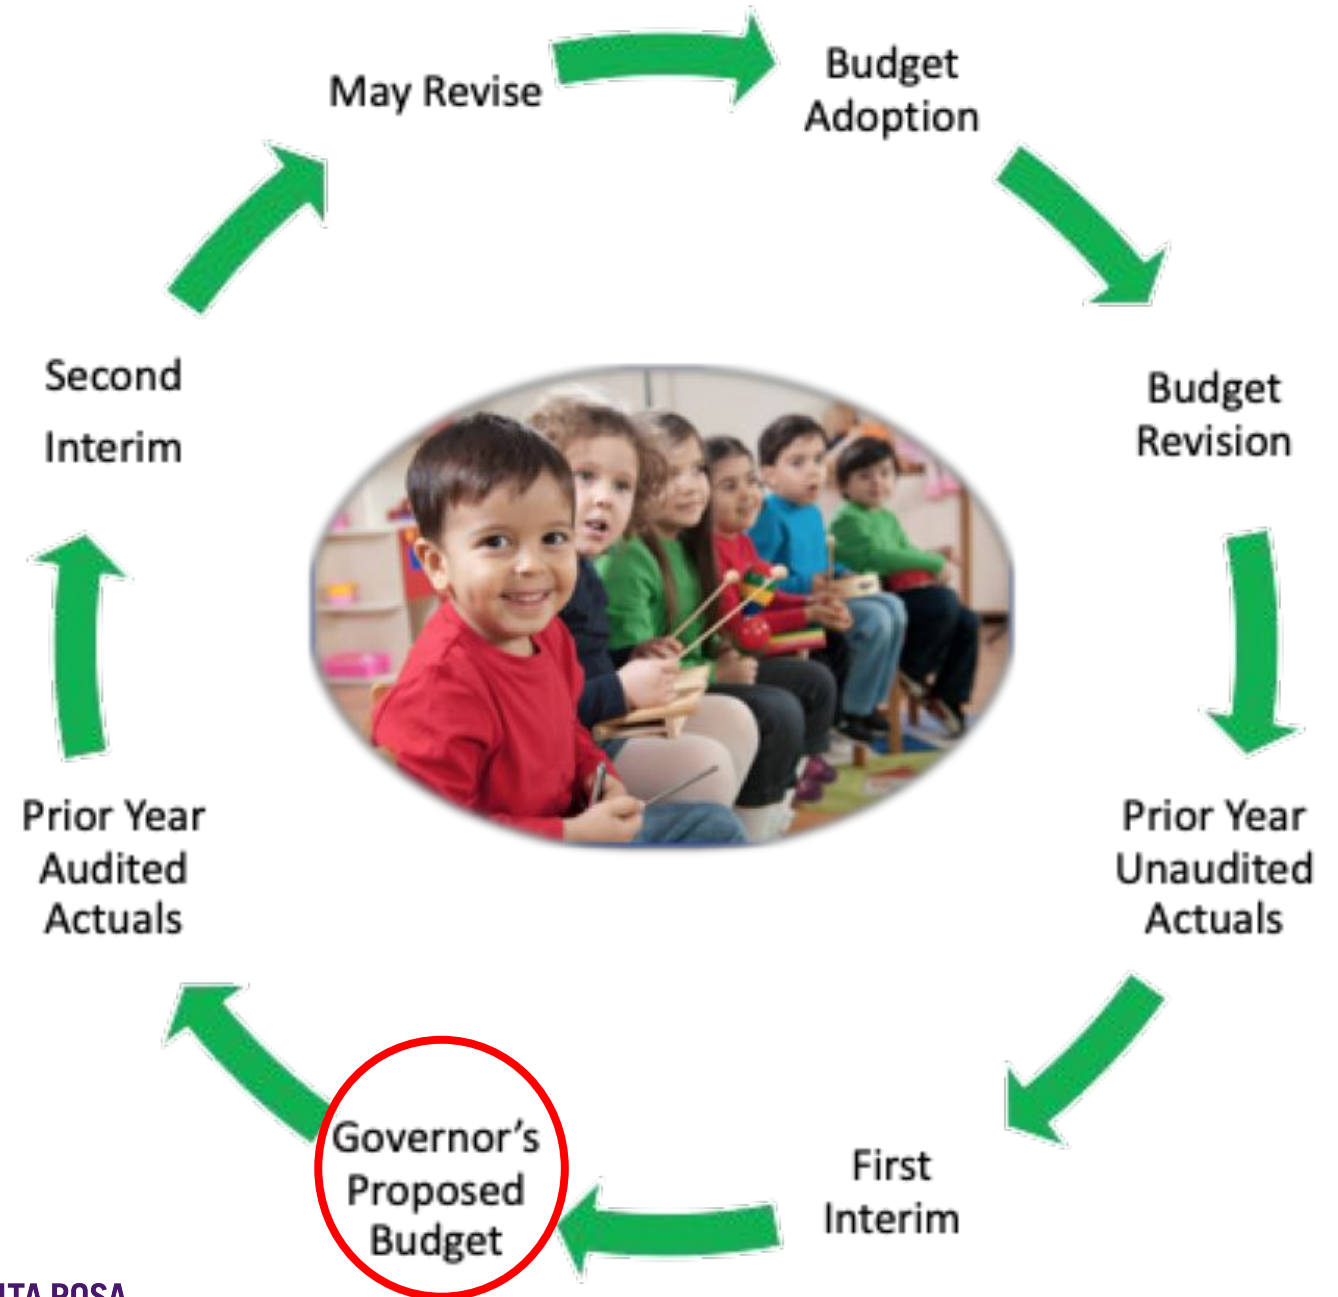 May Revise
Budget
Adoption
Budget
Revision
Prior Year
Unaudited
Actuals
First
Interim
Governor’s
Proposed
Budget
Prior Year
Audited
Actuals
Second
Interim
ROSA